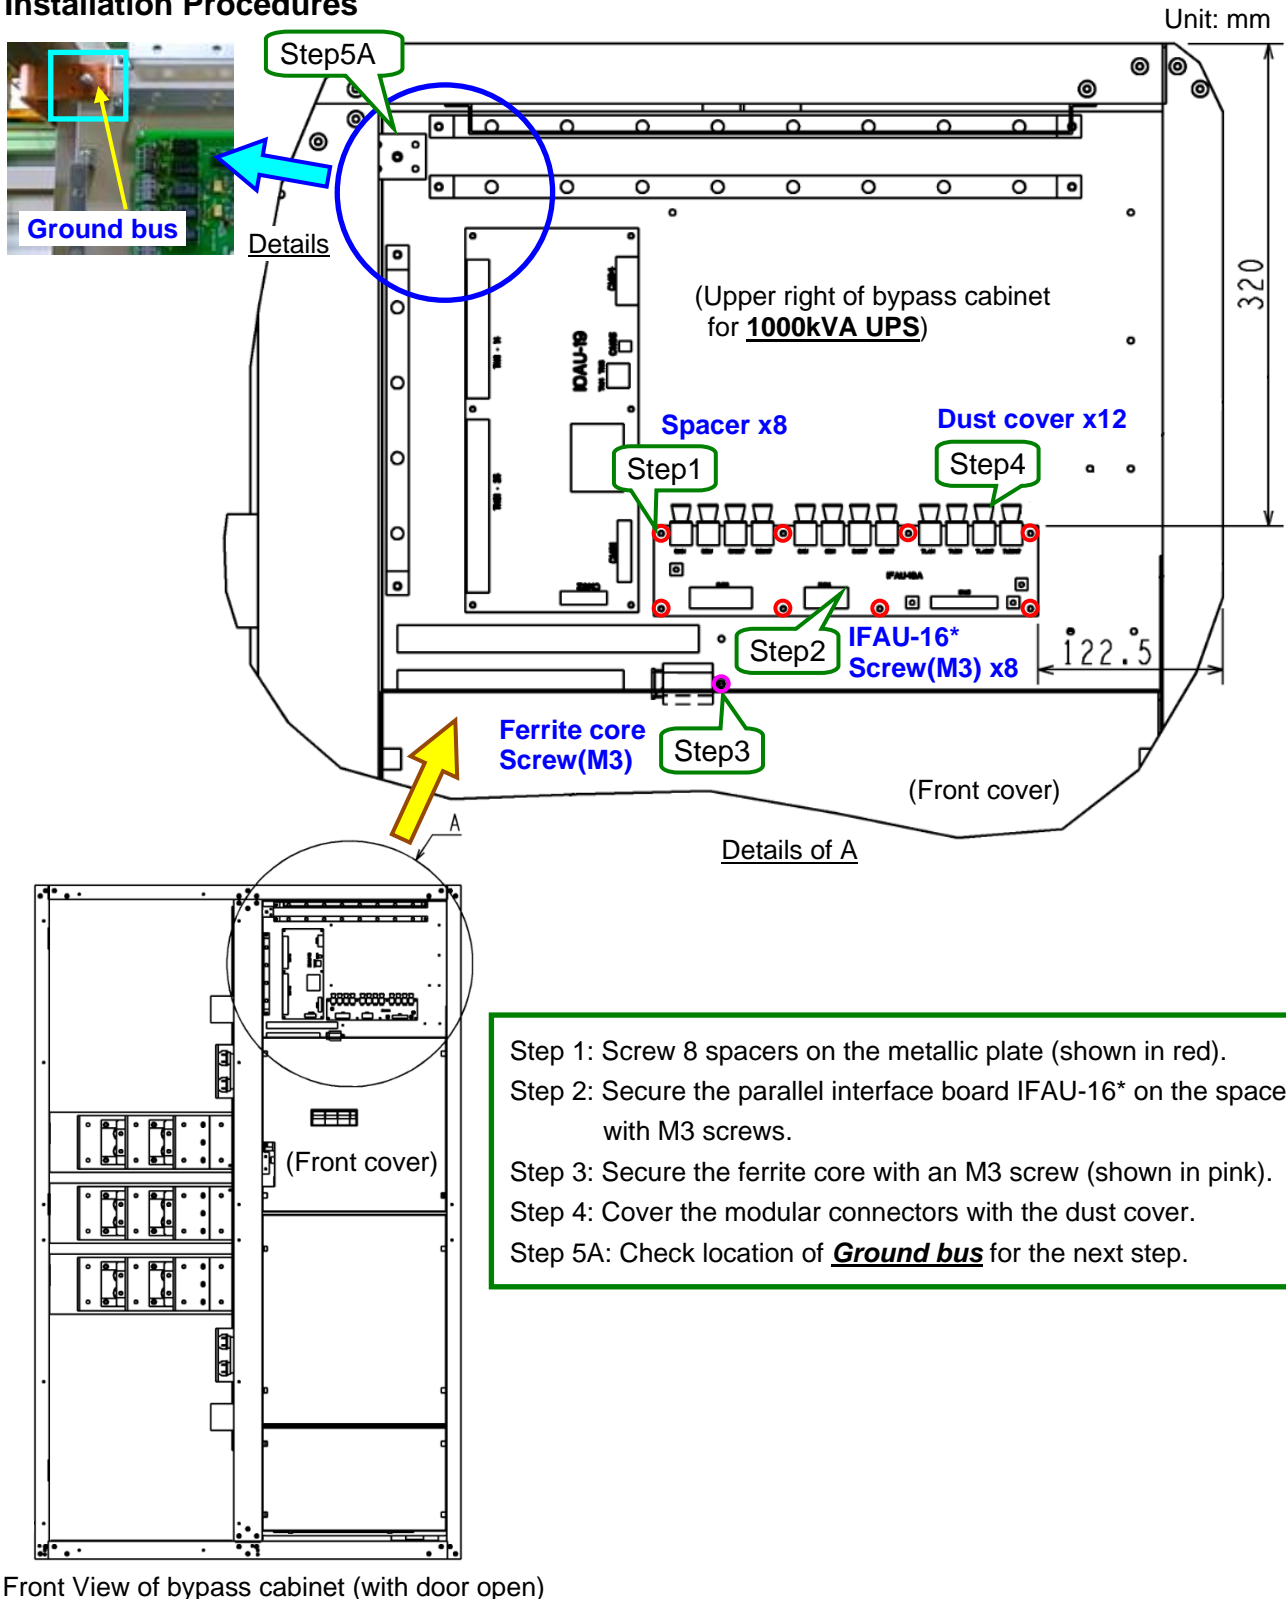 Installation Procedures
Unit: mm
Step5A
Ground bus
Details
(Upper right of bypass cabinet
for 1000kVA UPS)
320
IOAU-19
Spacer x8
Dust cover x12
Step1
Step4
Step2
IFAU-16*
Screw(M3) x8
122.5
Ferrite core
Screw(M3)
Step3
(Front cover)
A
Details of A
(Front cover)
Step 1: Screw 8 spacers on the metallic plate (shown in red).
Step 2: Secure the parallel interface board IFAU-16* on the space
with M3 screws.
Step 3: Secure the ferrite core with an M3 screw (shown in pink).
Step 4: Cover the modular connectors with the dust cover.
Step 5A: Check location of Ground bus for the next step.
Front View of bypass cabinet (with door open)